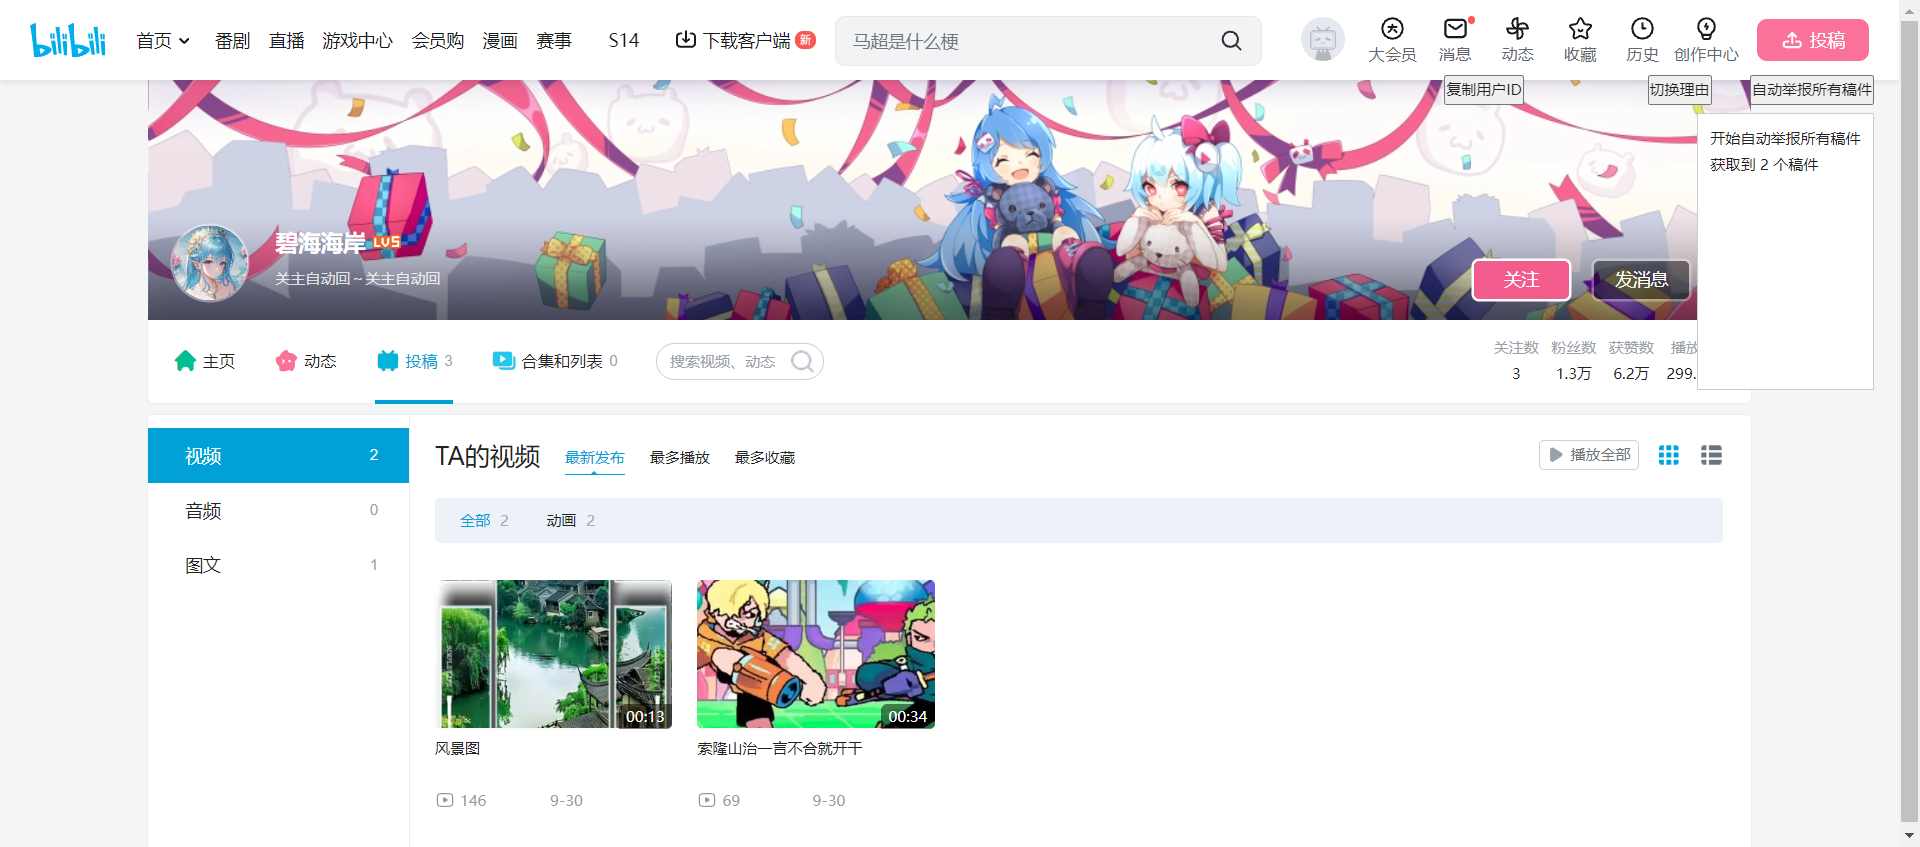 bilibili 首页 番剧 直播 游戏中心 会员购 漫画 赛事 S14 下载客户端 新 马超是什么梗 大会员 消息 动态 收藏 历史 创作中心 投稿
复制用户ID 切换理由 自动举报所有稿件
开始自动举报所有稿件
获取到 2 个稿件
碧海海岸 LV5
关主自动回～关主自动回
关注 发消息
主页 动态 投稿 3 合集和列表 0 搜索视频、动态
关注数 粉丝数 获赞数 播放
3 1.3万 6.2万 299.
视频 2
音频 0
图文 1
TA的视频 最新发布 最多播放 最多收藏 播放全部
全部 2 动画 2
00:13 00:34
风景图 索隆山治一言不合就开干
146 9-30 69 9-30